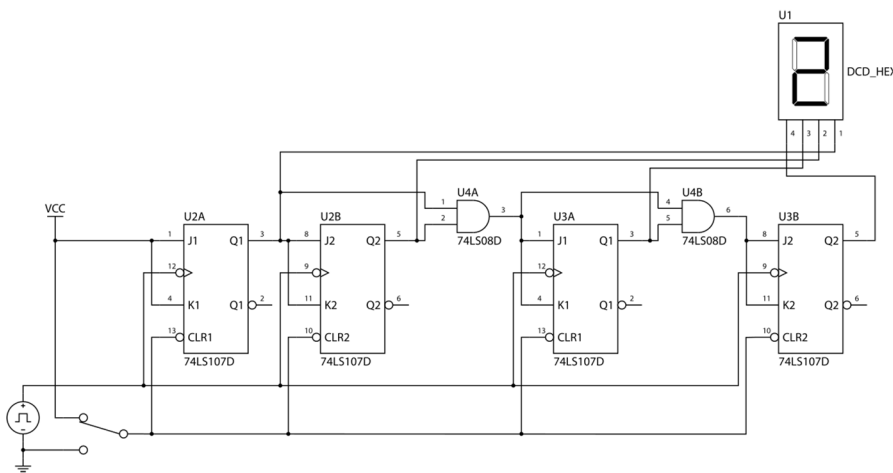 U1
DCD_HEX
4 3 2 1
U4A
1 3
2
74LS08D
U4B
4 6
5
74LS08D
VCC
U2A
1 J1 Q1 3
12
4 K1 Q1 2
13 CLR1
74LS107D
U2B
8 J2 Q2 5
9
11 K2 Q2 6
10 CLR2
74LS107D
U3A
1 J1 Q1 3
12
4 K1 Q1 2
13 CLR1
74LS107D
U3B
8 J2 Q2 5
9
11 K2 Q2 6
10 CLR2
74LS107D
+
−
2